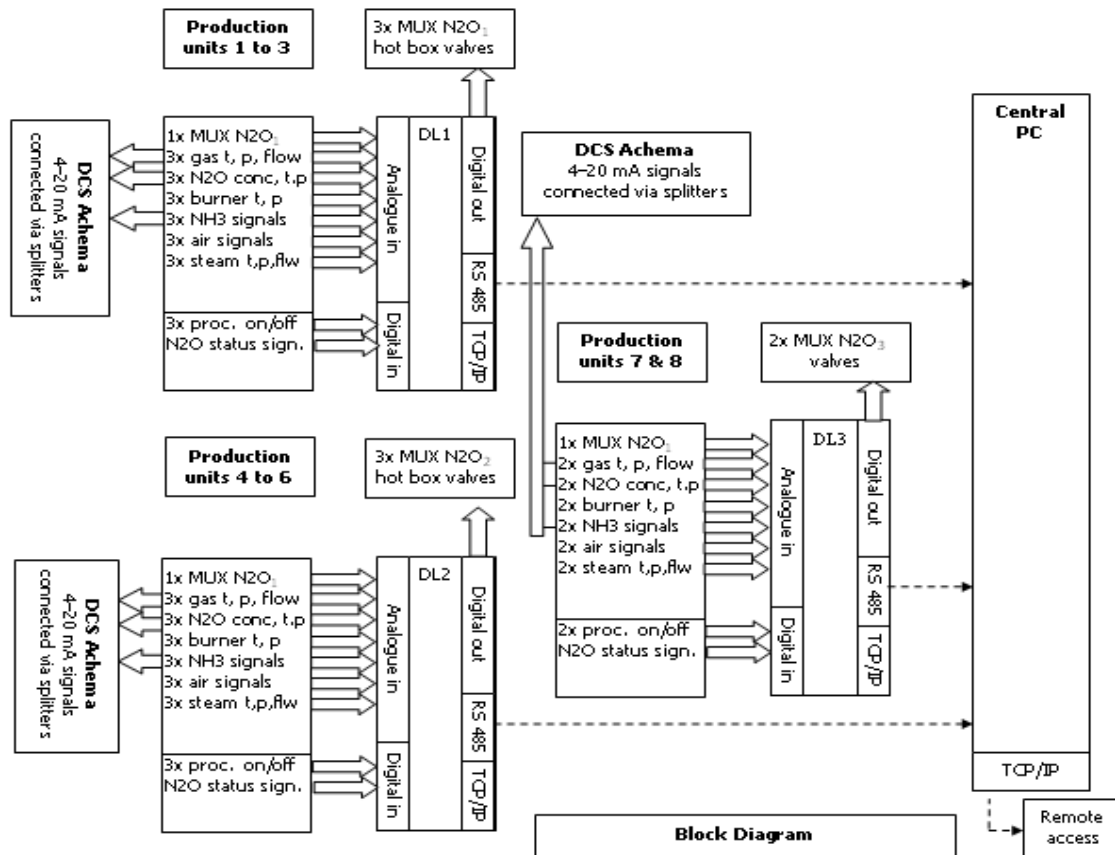 Production
units 1 to 3
3x MUX N2O₁
hot box valves
DCS Achema
4–20 mA signals
connected via splitters
1x MUX N2O₁
3x gas t, p, flow
3x N2O conc, t.p
3x burner t, p
3x NH3 signals
3x air signals
3x steam t,p,flw
3x proc. on/off
N2O status sign.
Analogue in
Digital in
DL1
Digital out
RS 485
TCP/IP
DCS Achema
4–20 mA signals
connected via splitters
Central
PC
TCP/IP
Remote
access
Production
units 7 & 8
2x MUX N2O₃
valves
1x MUX N2O₁
2x gas t, p, flow
2x N2O conc, t.p
2x burner t, p
2x NH3 signals
2x air signals
2x steam t,p,flw
2x proc. on/off
N2O status sign.
Analogue in
Digital in
DL3
Digital out
RS 485
TCP/IP
Production
units 4 to 6
3x MUX N2O₂
hot box valves
DCS Achema
4–20 mA signals
connected via splitters
1x MUX N2O₁
3x gas t, p, flow
3x N2O conc, t.p
3x burner t, p
3x NH3 signals
3x air signals
3x steam t,p,flw
3x proc. on/off
N2O status sign.
Analogue in
Digital in
DL2
Digital out
RS 485
TCP/IP
Block Diagram